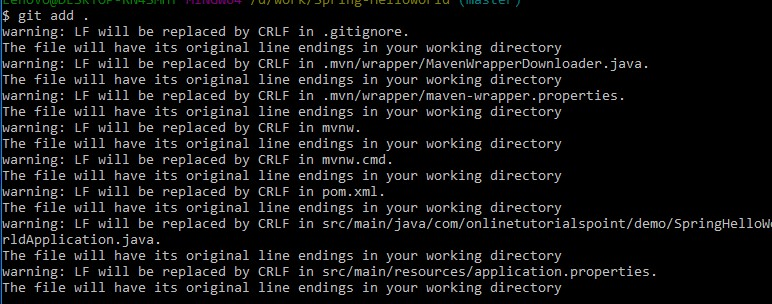 MINGW64 /d/work/Spring-HelloWorld (master)
$ git add .
warning: LF will be replaced by CRLF in .gitignore.
The file will have its original line endings in your working directory
warning: LF will be replaced by CRLF in .mvn/wrapper/MavenWrapperDownloader.java.
The file will have its original line endings in your working directory
warning: LF will be replaced by CRLF in .mvn/wrapper/maven-wrapper.properties.
The file will have its original line endings in your working directory
warning: LF will be replaced by CRLF in mvnw.
The file will have its original line endings in your working directory
warning: LF will be replaced by CRLF in mvnw.cmd.
The file will have its original line endings in your working directory
warning: LF will be replaced by CRLF in pom.xml.
The file will have its original line endings in your working directory
warning: LF will be replaced by CRLF in src/main/java/com/onlinetutorialspoint/demo/SpringHelloWo
rldApplication.java.
The file will have its original line endings in your working directory
warning: LF will be replaced by CRLF in src/main/resources/application.properties.
The file will have its original line endings in your working directory